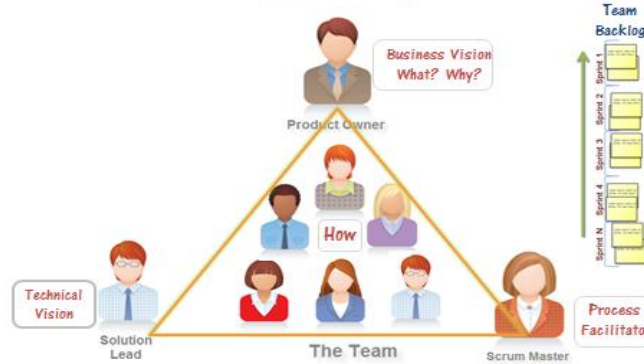 Team
Backlog
Business Vision
What? Why?
Product Owner
Sprint 1
Sprint 2
Sprint 3
Sprint 4
Sprint N
How
Technical
Vision
Solution
Lead
The Team
Scrum Master
Process
Facilitato